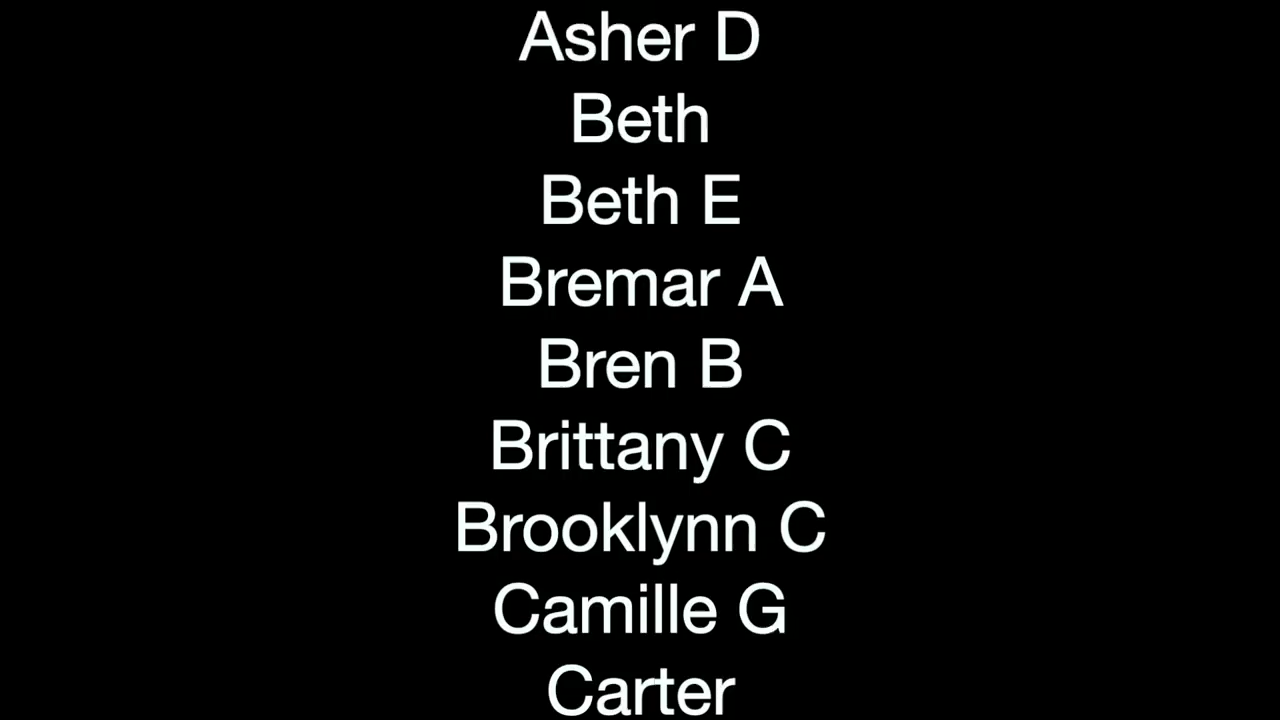 Asher D
Beth
Beth E
Bremar A
Bren B
Brittany C
Brooklynn C
Camille G
Carter